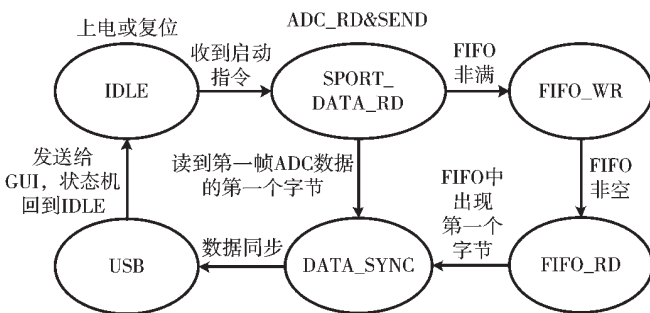 上电或复位
ADC_RD&SEND
IDLE
收到启动
指令
SPORT_
DATA_RD
FIFO
非满
FIFO_WR
发送给
GUI，状态机
回到IDLE
读到第一帧ADC数据
的第一个字节
FIFO中
出现
第一个
字节
FIFO
非空
USB
数据同步
DATA_SYNC
FIFO_RD